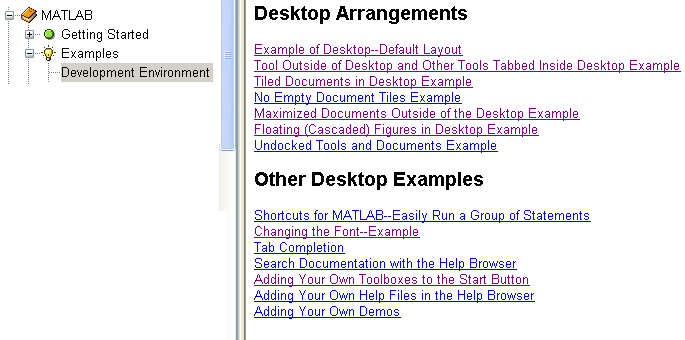 MATLAB
Getting Started
Examples
Development Environment
Desktop Arrangements
Example of Desktop--Default Layout
Tool Outside of Desktop and Other Tools Tabbed Inside Desktop Example
Tiled Documents in Desktop Example
No Empty Document Tiles Example
Maximized Documents Outside of the Desktop Example
Floating (Cascaded) Figures in Desktop Example
Undocked Tools and Documents Example
Other Desktop Examples
Shortcuts for MATLAB--Easily Run a Group of Statements
Changing the Font--Example
Tab Completion
Search Documentation with the Help Browser
Adding Your Own Toolboxes to the Start Button
Adding Your Own Help Files in the Help Browser
Adding Your Own Demos